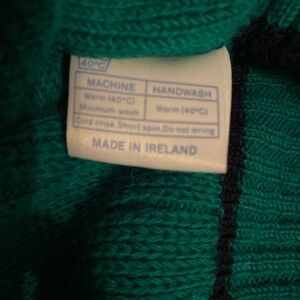 40°C
MACHINE HANDWASH
Warm (40°C) Warm (40°C)
Minimum wash
Cold rinse.Short spin.Do not wring
MADE IN IRELAND